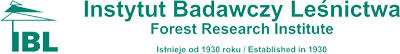 Instytut Badawczy Leśnictwa
Forest Research Institute
IBL
Istnieje od 1930 roku / Established in 1930